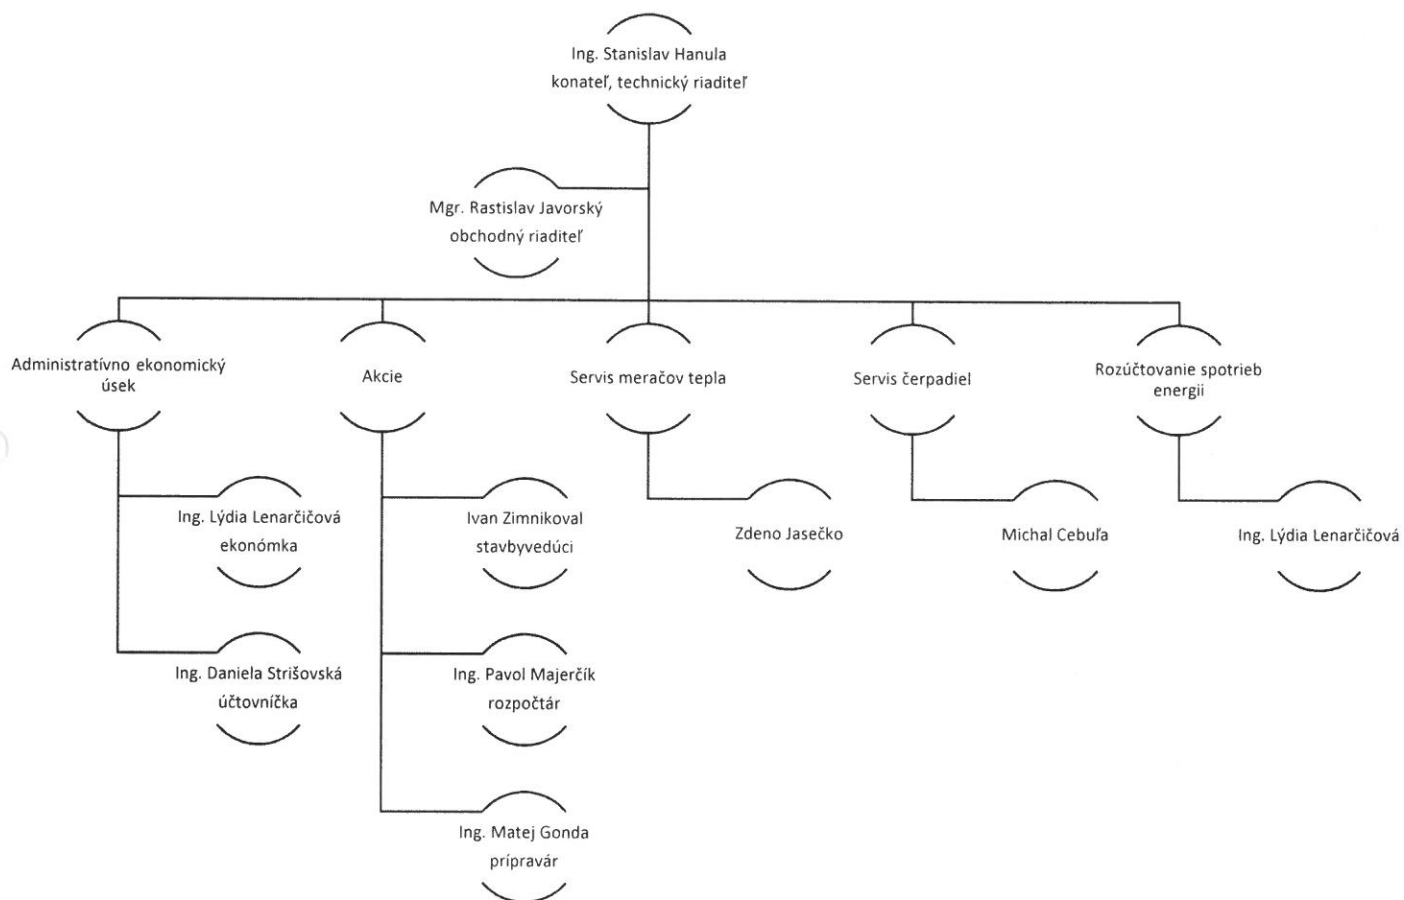 Ing. Stanislav Hanula
konateľ, technický riaditeľ
Mgr. Rastislav Javorský
obchodný riaditeľ
Administratívno ekonomický
úsek
Akcie
Servis meračov tepla
Servis čerpadiel
Rozúčtovanie spotrieb
energii
Ing. Lýdia Lenarčičová
ekonómka
Ivan Zimnikoval
stavbyvedúci
Zdeno Jasečko
Michal Cebuľa
Ing. Lýdia Lenarčičová
Ing. Daniela Strišovská
účtovníčka
Ing. Pavol Majerčík
rozpočtár
Ing. Matej Gonda
prípravár